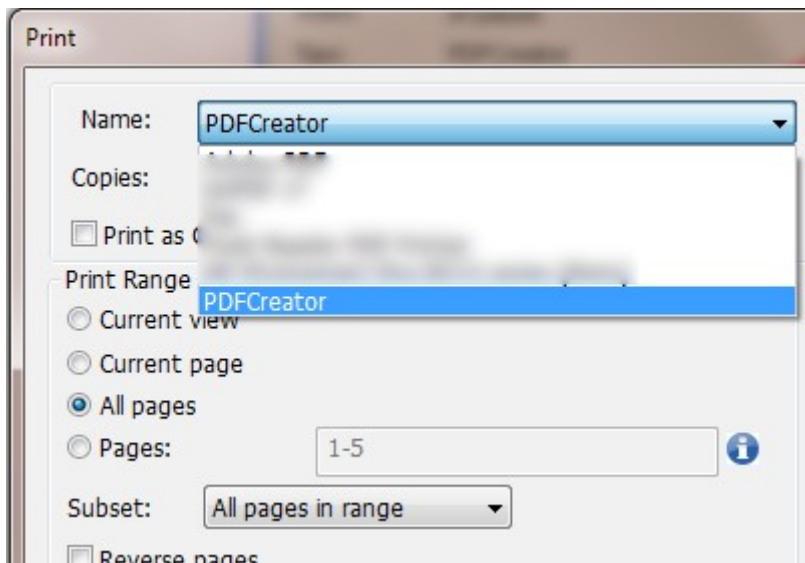 Print
Name: PDFCreator
Copies:
Print as
PDFCreator
Print Range
Current view
Current page
All pages
Pages: 1-5
Subset: All pages in range
Reverse pages